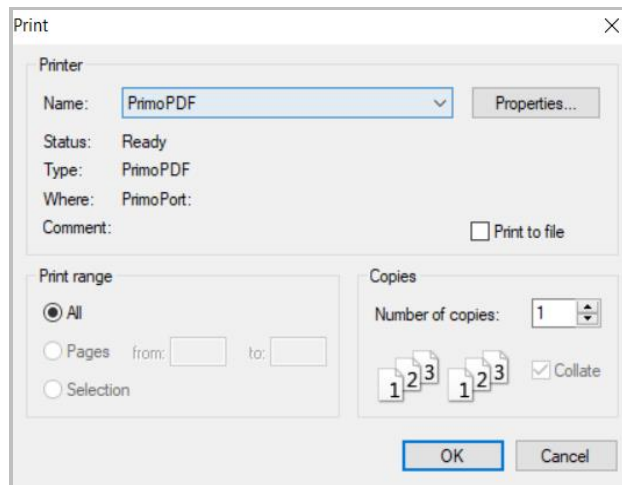 Print
Printer
Name: PrimoPDF Properties...
Status: Ready
Type: PrimoPDF
Where: PrimoPort:
Comment: Print to file
Print range
All
Pages from: to:
Selection
Copies
Number of copies: 1
1 2 3 1 2 3 Collate
OK Cancel